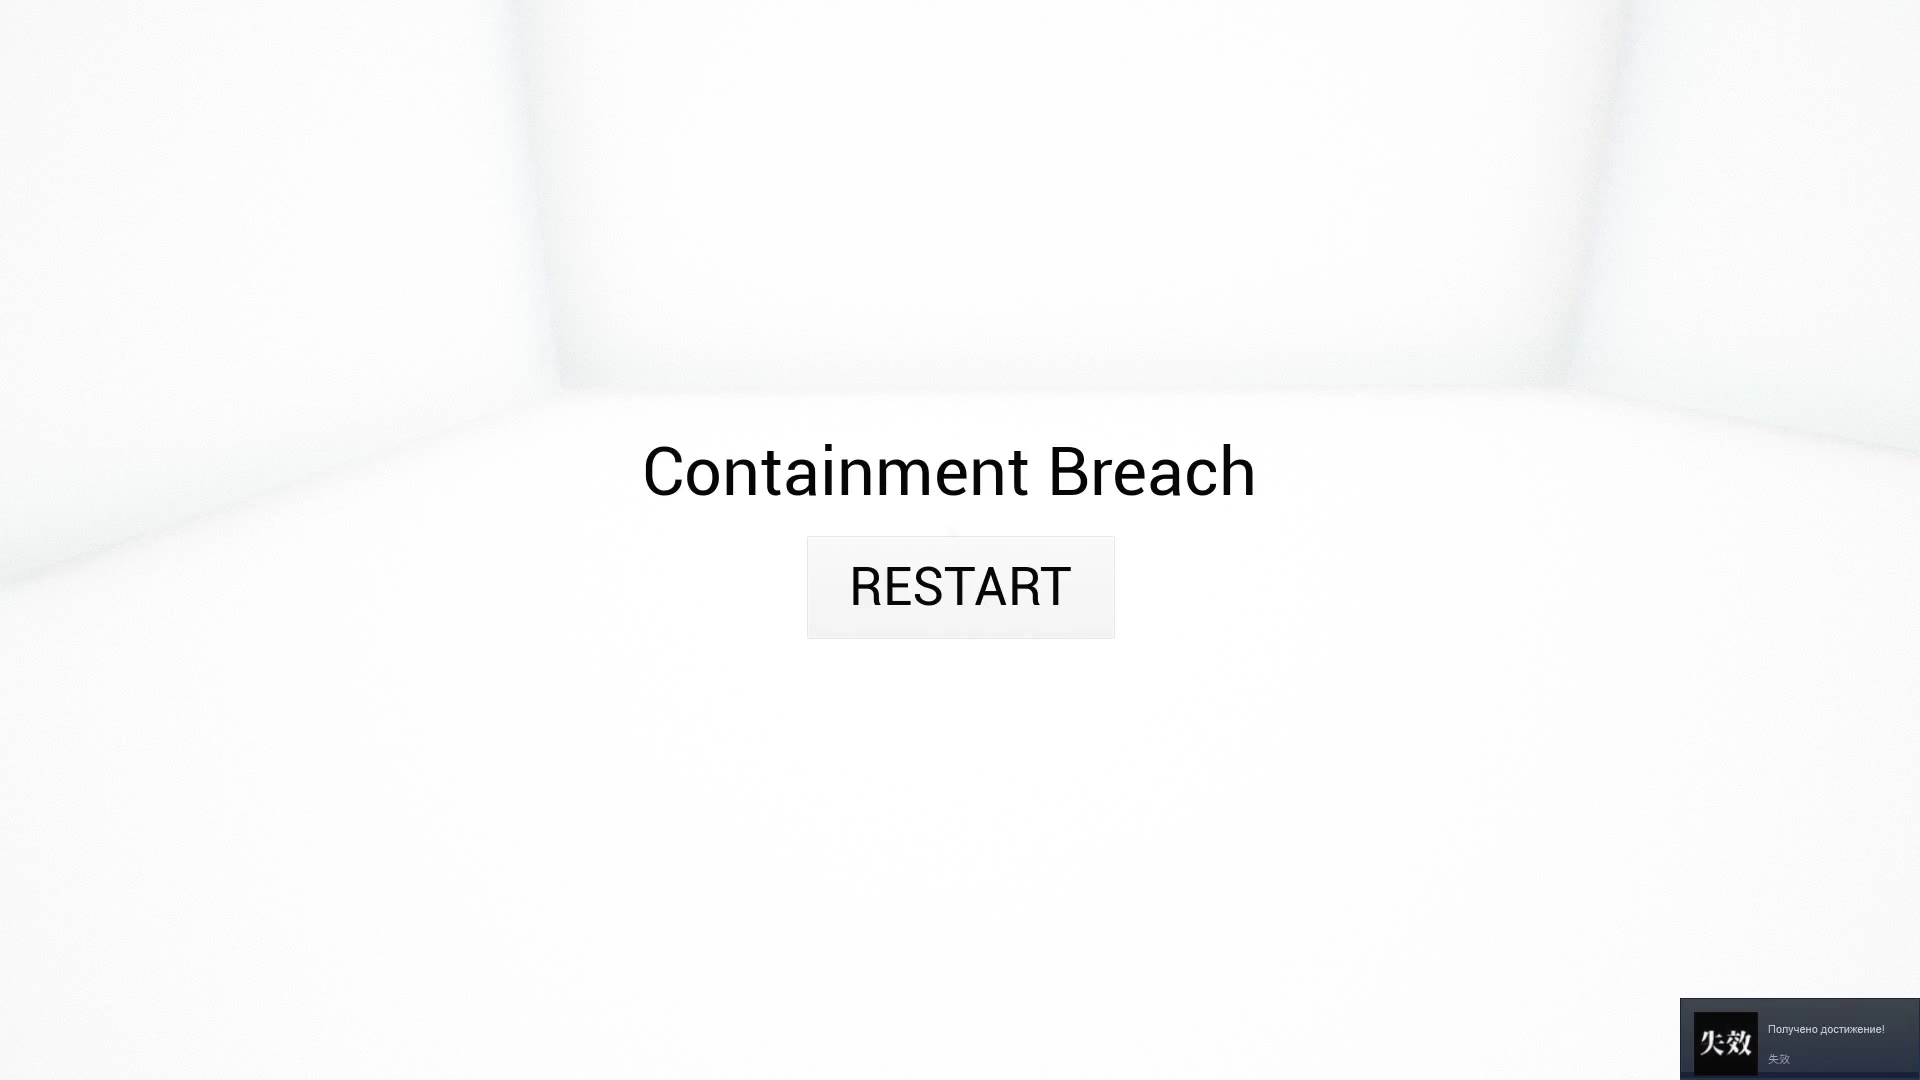 Containment Breach
RESTART
失效
Получено достижение!
失效